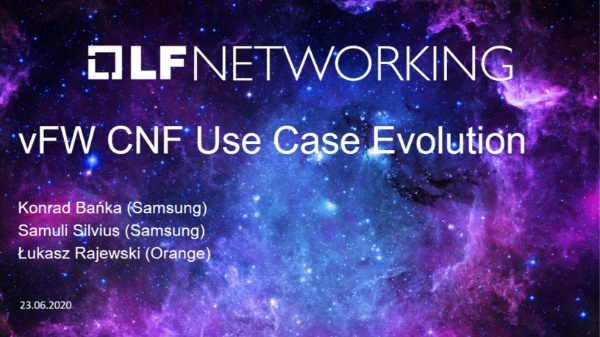 LF NETWORKING
vFW CNF Use Case Evolution
Konrad Bańka (Samsung)
Samuli Silvius (Samsung)
Łukasz Rajewski (Orange)
23.06.2020